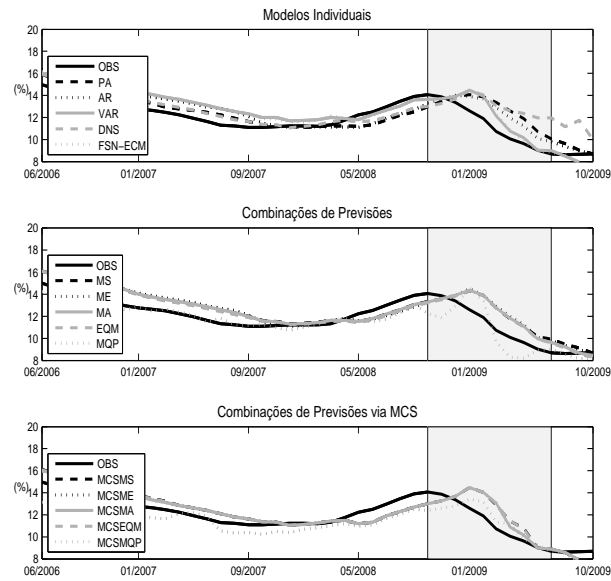 Modelos Individuais
20
18
16
(%)
14
12
10
8
OBS
PA
AR
VAR
DNS
FSN-ECM
06/2006 01/2007 09/2007 05/2008 01/2009 10/2009
Combinações de Previsões
20
18
16
(%)
14
12
10
8
OBS
MS
ME
MA
EQM
MQP
06/2006 01/2007 09/2007 05/2008 01/2009 10/2009
Combinações de Previsões via MCS
20
18
16
(%)
14
12
10
8
OBS
MCSMS
MCSME
MCSMA
MCSEQM
MCSMQP
06/2006 01/2007 09/2007 05/2008 01/2009 10/2009